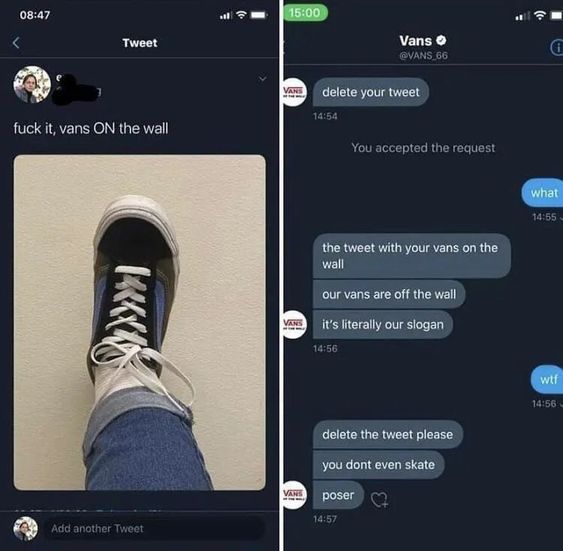 08:47
Tweet
fuck it, vans ON the wall
Add another Tweet
15:00
Vans
@VANS_66
VANS
delete your tweet
14:54
You accepted the request
what
14:55
the tweet with your vans on the
wall
our vans are off the wall
VANS
it's literally our slogan
14:56
wtf
14:56
delete the tweet please
you dont even skate
VANS
poser
14:57